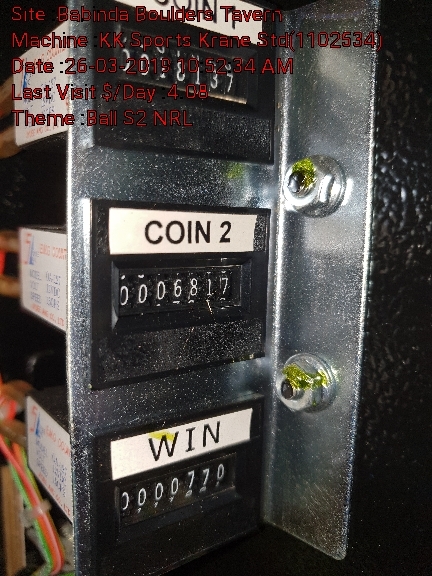 Site :Babinda Boulders Tavern
Machine :KK Sports Krane Std(1102534)
Date :26-03-2019 10:52:34 AM
Last Visit $/Day :4.08
Theme :Ball S2 NRL
COIN 2
0006817
WIN
0000770